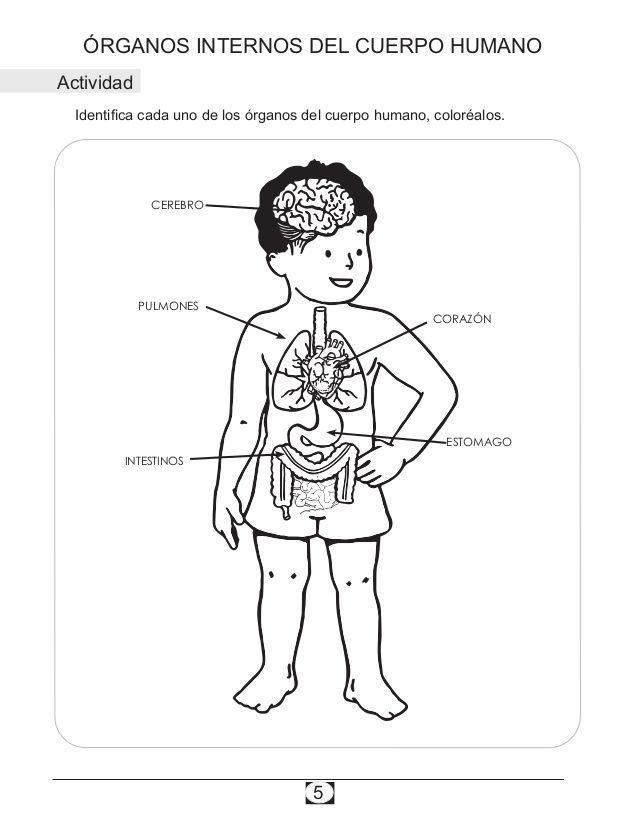 ÓRGANOS INTERNOS DEL CUERPO HUMANO
Actividad
Identifica cada uno de los órganos del cuerpo humano, coloréalos.
CEREBRO
PULMONES
CORAZÓN
ESTOMAGO
INTESTINOS
5